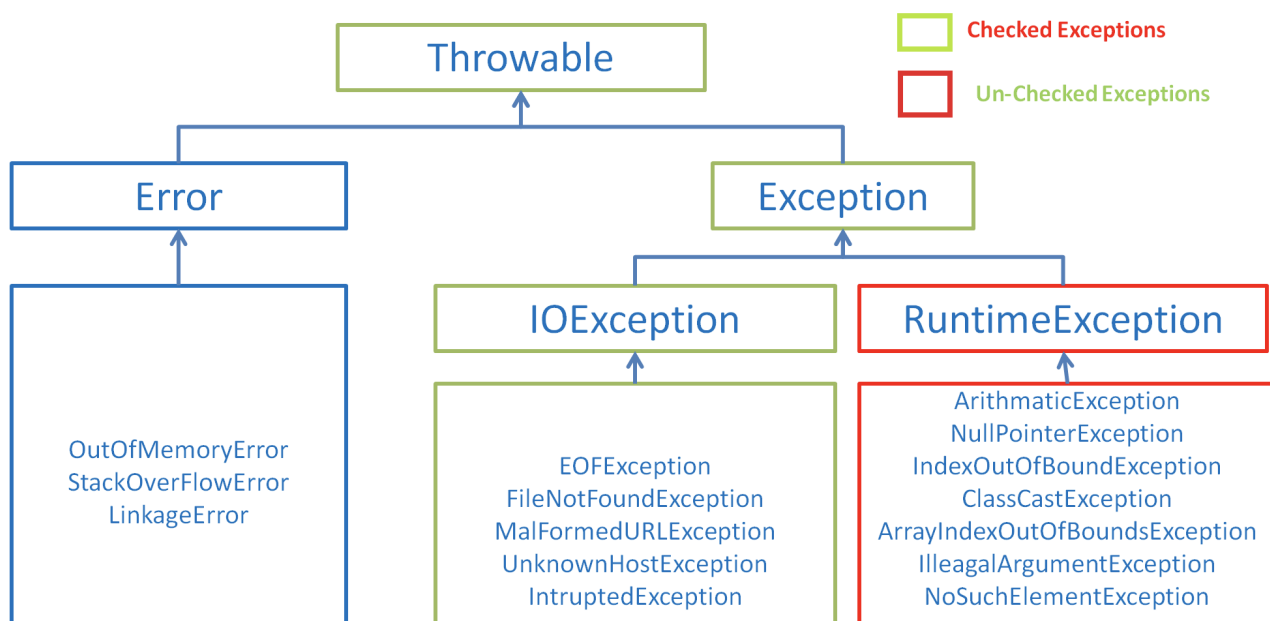 Throwable
Checked Exceptions
Un-Checked Exceptions
Error
Exception
IOException
RuntimeException
OutOfMemoryError
StackOverFlowError
LinkageError
EOFException
FileNotFoundException
MalFormedURLException
UnknownHostException
IntruptedException
ArithmaticException
NullPointerException
IndexOutOfBoundException
ClassCastException
ArrayIndexOutOfBoundsException
IlleagalArgumentException
NoSuchElementException